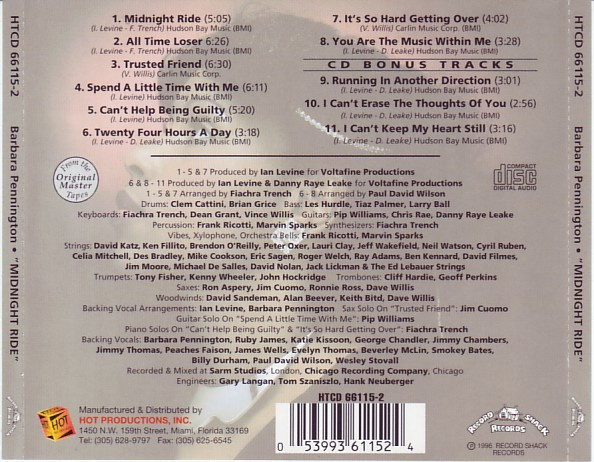 HTCD 66115-2
Barbara Pennington • "MIDNIGHT RIDE"
1. Midnight Ride (5:05)
(I. Levine - F. Trench) Hudson Bay Music (BMI)
2. All Time Loser 6:26)
(I. Levine - F. Trench) Hudson Bay Music (BMI)
3. Trusted Friend (6:30)
(V. Willis) Carlin Music Corp.
4. Spend A Little Time With Me (6:11)
(I. Levine) Hudson Bay Music (BMI)
5. Can't Help Being Guilty (5:20)
(I. Levine) Hudson Bay Music (BMI)
6. Twenty Four Hours A Day (3:18)
(I. Levine - D. Leake) Hudson Bay Music (BMI)
7. It's So Hard Getting Over (4:02)
(V. Willis) Carlin Music Corp. (BMI)
8. You Are The Music Within Me (3:28)
(I. Levine - D. Leake) Hudson Bay Music (BMI)
CD BONUS TRACKS
9. Running In Another Direction (3:01)
(I. Levine - D. Leake) Hudson Bay Music (BMI)
10. I Can't Erase The Thoughts Of You (2:56)
(I. Levine - D. Leake) Hudson Bay Music (BMI)
11. I Can't Keep My Heart Still (3:16)
(I. Levine - D. Leake) Hudson Bay Music (BMI)
From the
Original
Master
Tapes
COMPACT
disc
DIGITAL AUDIO
1 - 5 & 7 Produced by Ian Levine for Voltafine Productions
6 & 8 - 11 Produced by Ian Levine & Danny Raye Leake for Voltafine Productions
1 - 5 & 7 Arranged by Fiachra Trench 6 - 8 Arranged by Paul David Wilson
Drums: Clem Cattini, Brian Grice Bass: Les Hurdle, Tiaz Palmer, Larry Ball
Keyboards: Fiachra Trench, Dean Grant, Vince Willis Guitars: Pip Williams, Chris Rae, Danny Raye Leake
Percussion: Frank Ricotti, Marvin Sparks Synthesizers: Fiachra Trench
Vibes, Xylophone, Orchestra Bells: Frank Ricotti, Marvin Sparks
Strings: David Katz, Ken Fillito, Brendon O'Reilly, Peter Oxer, Lauri Clay, Jeff Wakefield, Neil Watson, Cyril Ruben,
Celia Mitchell, Des Bradley, Mike Cookson, Eric Sagen, Roger Welch, Ray Adams, Ben Kennard, David Filmes,
Jim Moore, Michael De Salles, David Nolan, Jack Lickman & The Ed Lebauer Strings
Trumpets: Tony Fisher, Kenny Wheeler, John Hockridge Trombones: Cliff Hardie, Geoff Perkins
Saxes: Ron Aspery, Jim Cuomo, Ronnie Ross, Dave Willis
Woodwinds: David Sandeman, Alan Beever, Keith Bitd, Dave Willis
Backing Vocal Arrangements: Ian Levine, Barbara Pennington Sax Solo On "Trusted Friend": Jim Cuomo
Guitar Solo On "Spend A Little Time With Me": Pip Williams
Piano Solos On "Can't Help Being Guilty" & "It's So Hard Getting Over": Fiachra Trench
Backing Vocals: Barbara Pennington, Ruby James, Katie Kissoon, George Chandler, Jimmy Chambers,
Jimmy Thomas, Peaches Faison, James Wells, Evelyn Thomas, Beverley McLin, Smokey Bates,
Billy Durham, Paul David Wilson, Wesley Stovall
Recorded & Mixed at Sarm Studios, London, Chicago Recording Company, Chicago
Engineers: Gary Langan, Tom Szaniszlo, Hank Neuberger
HOT
Manufactured & Distributed by
HOT PRODUCTIONS, INC.
1450 N.W. 159th Street, Miami, Florida 33169
Tel: (305) 628-9797 Fax: (305) 625-6545
HTCD 66115-2
0 53993 61152 4
RECORD SHACK
RECORDS
℗ 1996 RECORD SHACK
RECORDS
HTCD 66115-2
Barbara Pennington • "MIDNIGHT RIDE"